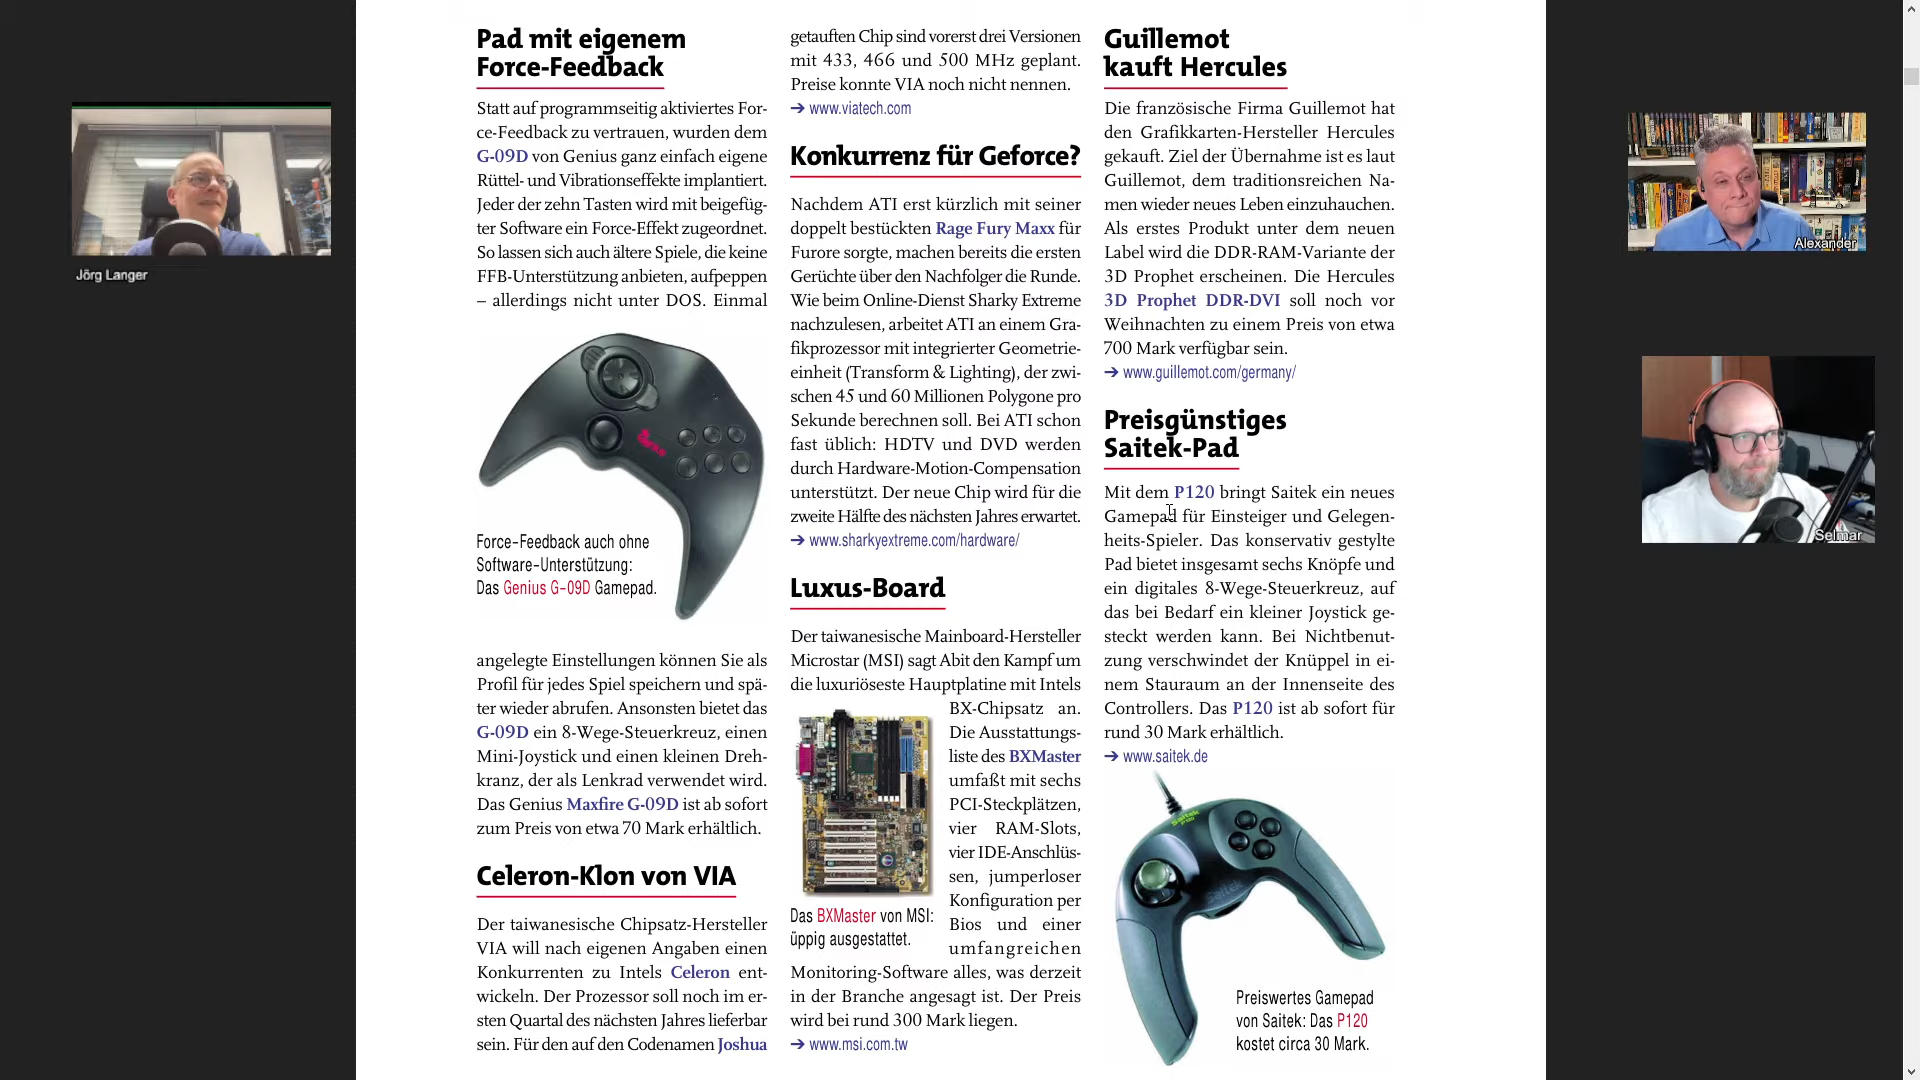 Pad mit eigenem
Force-Feedback
Statt auf programmseitig aktiviertes For-
ce-Feedback zu vertrauen, wurden dem
G-09D von Genius ganz einfach eigene
Rüttel- und Vibrationseffekte implantiert.
Jeder der zehn Tasten wird mit beigefüg-
ter Software ein Force-Effekt zugeordnet.
So lassen sich auch ältere Spiele, die keine
FFB-Unterstützung anbieten, aufpeppen
– allerdings nicht unter DOS. Einmal
Genius
Force-Feedback auch ohne
Software-Unterstützung:
Das Genius G-09D Gamepad.
angelegte Einstellungen können Sie als
Profil für jedes Spiel speichern und spä-
ter wieder abrufen. Ansonsten bietet das
G-09D ein 8-Wege-Steuerkreuz, einen
Mini-Joystick und einen kleinen Dreh-
kranz, der als Lenkrad verwendet wird.
Das Genius Maxfire G-09D ist ab sofort
zum Preis von etwa 70 Mark erhältlich.
Celeron-Klon von VIA
Der taiwanesische Chipsatz-Hersteller
VIA will nach eigenen Angaben einen
Konkurrenten zu Intels Celeron ent-
wickeln. Der Prozessor soll noch im er-
sten Quartal des nächsten Jahres lieferbar
sein. Für den auf den Codenamen Joshua
getauften Chip sind vorerst drei Versionen
mit 433, 466 und 500 MHz geplant.
Preise konnte VIA noch nicht nennen.
➔ www.viatech.com
Konkurrenz für Geforce?
Nachdem ATI erst kürzlich mit seiner
doppelt bestückten Rage Fury Maxx für
Furore sorgte, machen bereits die ersten
Gerüchte über den Nachfolger die Runde.
Wie beim Online-Dienst Sharky Extreme
nachzulesen, arbeitet ATI an einem Gra-
fikprozessor mit integrierter Geometrie-
einheit (Transform & Lighting), der zwi-
schen 45 und 60 Millionen Polygone pro
Sekunde berechnen soll. Bei ATI schon
fast üblich: HDTV und DVD werden
durch Hardware-Motion-Compensation
unterstützt. Der neue Chip wird für die
zweite Hälfte des nächsten Jahres erwartet.
➔ www.sharkyextreme.com/hardware/
Luxus-Board
Der taiwanesische Mainboard-Hersteller
Microstar (MSI) sagt Abit den Kampf um
die luxuriöseste Hauptplatine mit Intels
BX-Chipsatz an.
Die Ausstattungs-
liste des BXMaster
umfaßt mit sechs
PCI-Steckplätzen,
vier RAM-Slots,
vier IDE-Anschlüs-
sen, jumperloser
Konfiguration per
Bios und einer
umfangreichen
Monitoring-Software alles, was derzeit
in der Branche angesagt ist. Der Preis
wird bei rund 300 Mark liegen.
➔ www.msi.com.tw
Das BXMaster von MSI:
üppig ausgestattet.
Guillemot
kauft Hercules
Die französische Firma Guillemot hat
den Grafikkarten-Hersteller Hercules
gekauft. Ziel der Übernahme ist es laut
Guillemot, dem traditionsreichen Na-
men wieder neues Leben einzuhauchen.
Als erstes Produkt unter dem neuen
Label wird die DDR-RAM-Variante der
3D Prophet erscheinen. Die Hercules
3D Prophet DDR-DVI soll noch vor
Weihnachten zu einem Preis von etwa
700 Mark verfügbar sein.
➔ www.guillemot.com/germany/
Preisgünstiges
Saitek-Pad
Mit dem P120 bringt Saitek ein neues
Gamepad für Einsteiger und Gelegen-
heits-Spieler. Das konservativ gestylte
Pad bietet insgesamt sechs Knöpfe und
ein digitales 8-Wege-Steuerkreuz, auf
das bei Bedarf ein kleiner Joystick ge-
steckt werden kann. Bei Nichtbenut-
zung verschwindet der Knüppel in ei-
nem Stauraum an der Innenseite des
Controllers. Das P120 ist ab sofort für
rund 30 Mark erhältlich.
➔ www.saitek.de
Saitek
P120
Preiswertes Gamepad
von Saitek: Das P120
kostet circa 30 Mark.
Jörg Langer
Alexander
Selmar